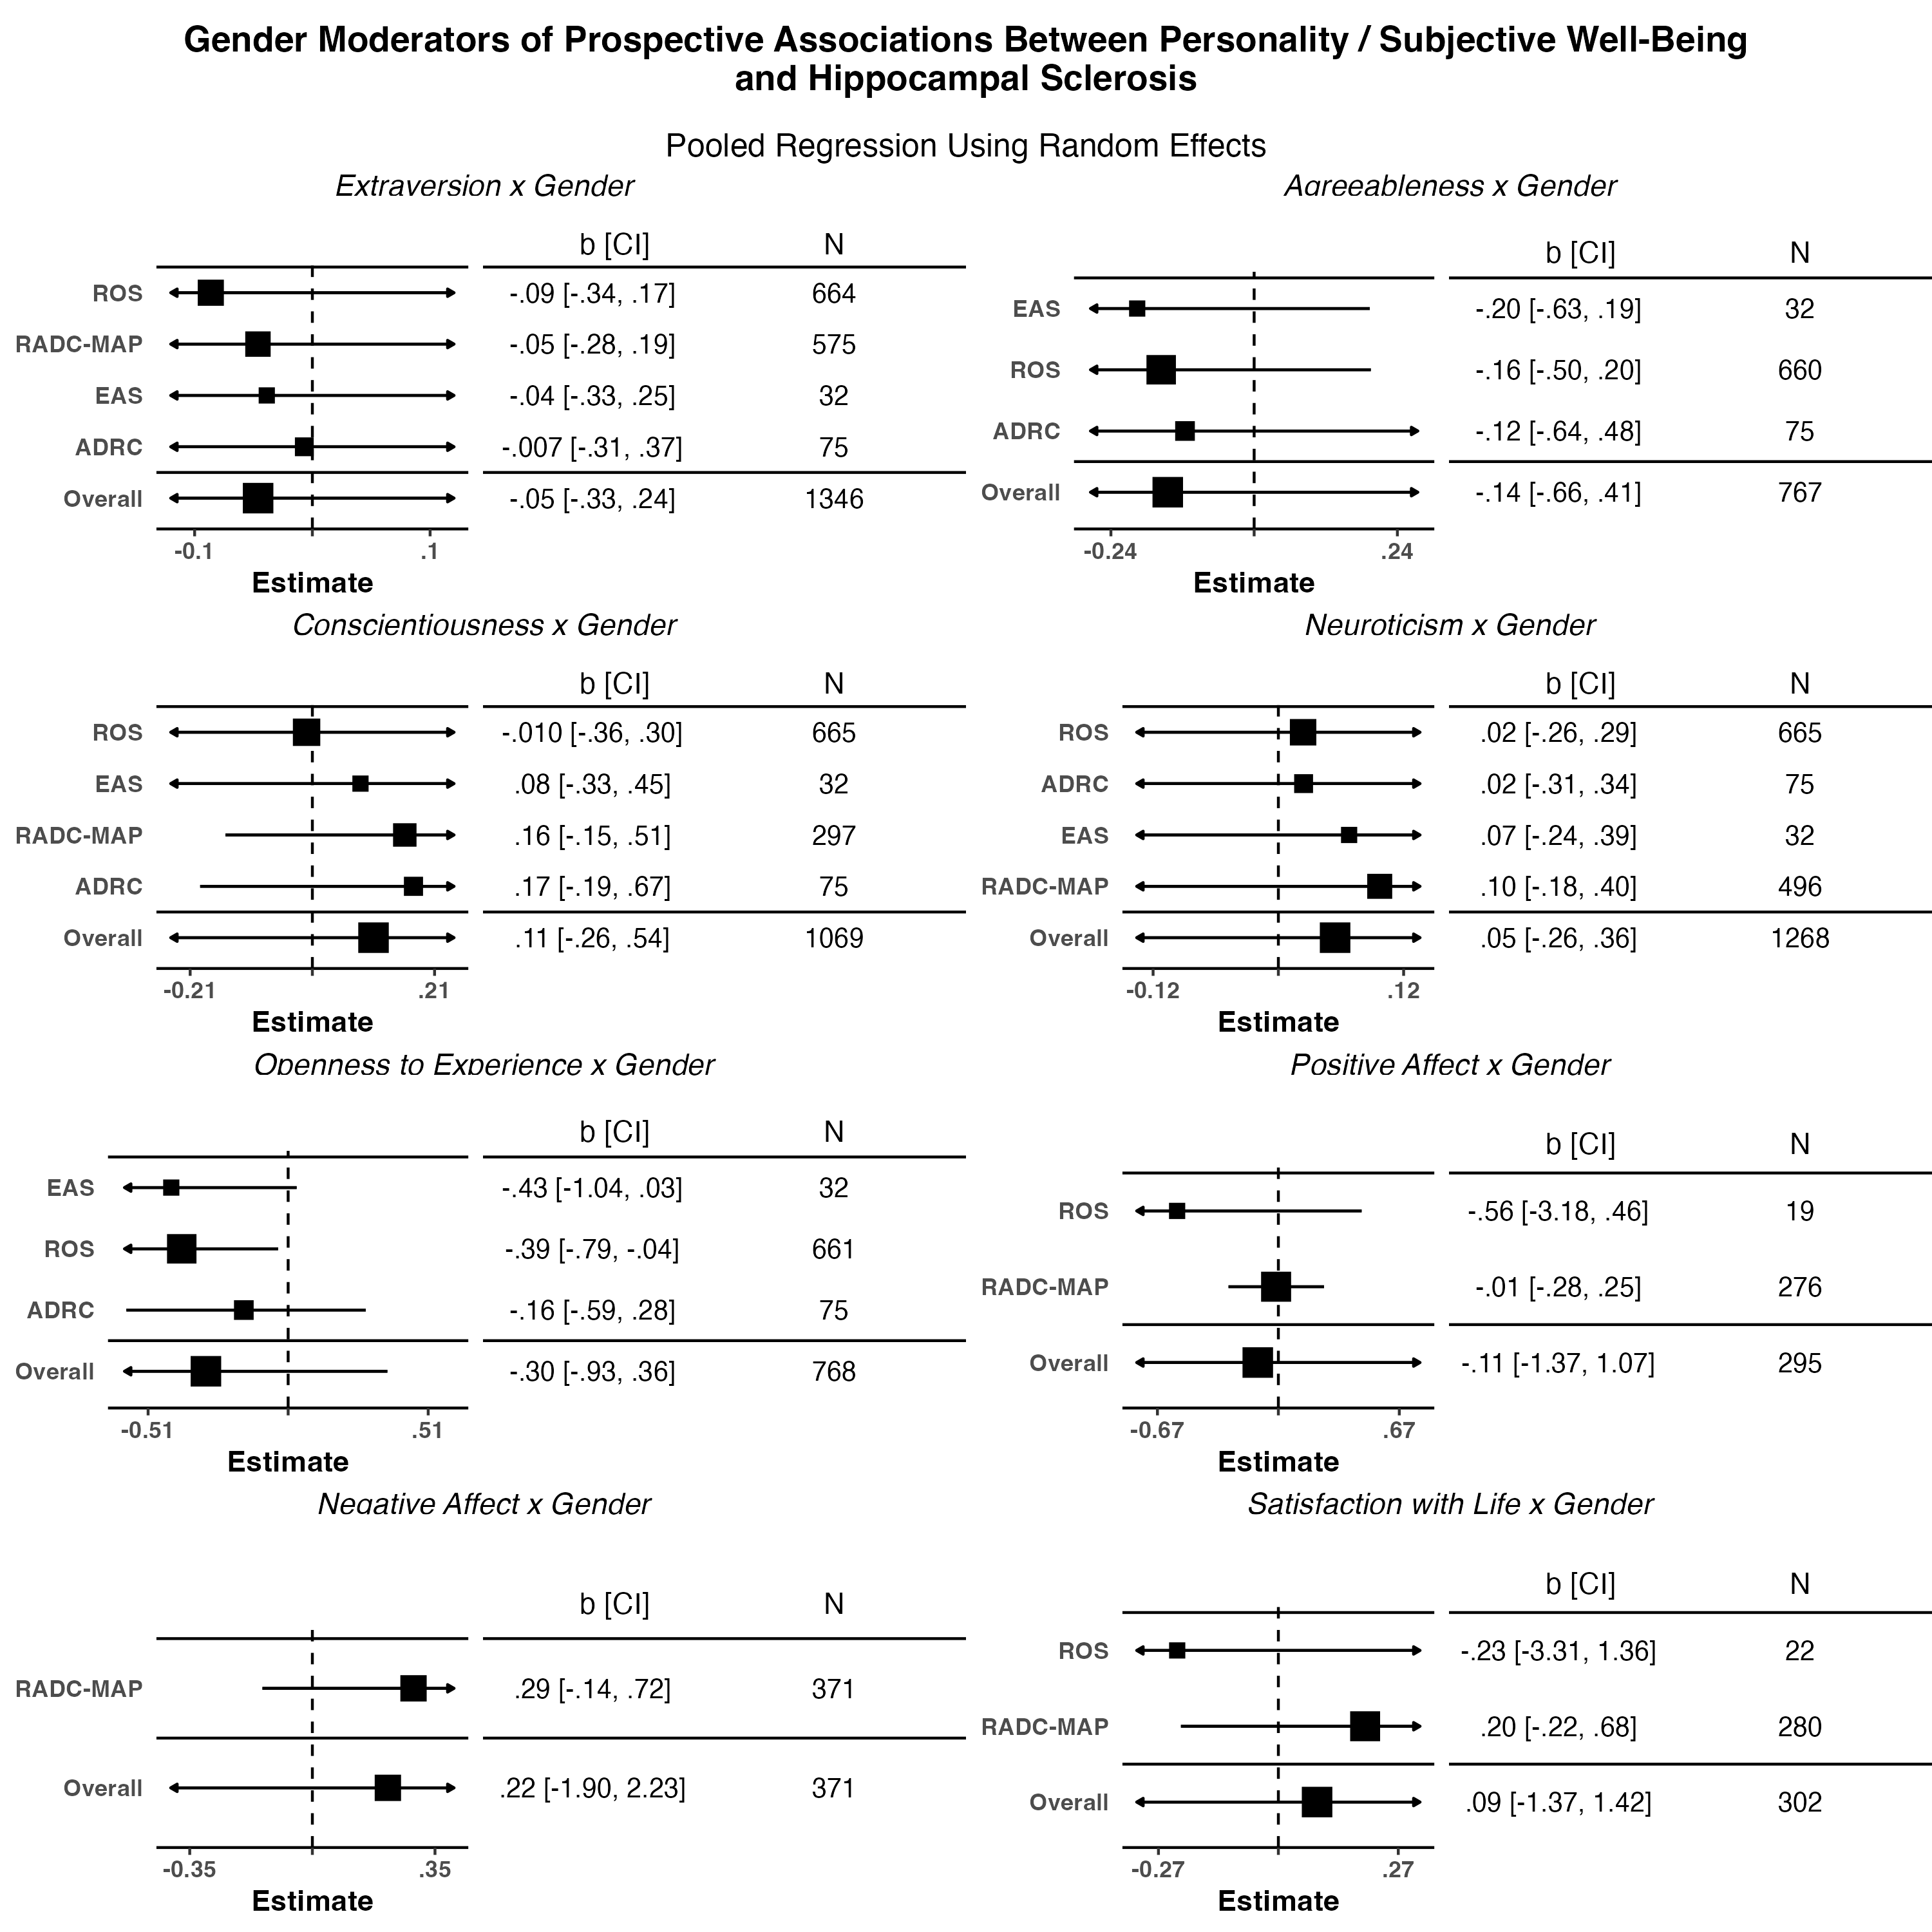 Gender Moderators of Prospective Associations Between Personality / Subjective Well-Being
and Hippocampal Sclerosis
Pooled Regression Using Random Effects
Extraversion x Gender
b [CI] N
ROS -.09 [-.34, .17] 664
RADC-MAP -.05 [-.28, .19] 575
EAS -.04 [-.33, .25] 32
ADRC -.007 [-.31, .37] 75
Overall -.05 [-.33, .24] 1346
-0.1 .1
Estimate
Agreeableness x Gender
b [CI] N
EAS -.20 [-.63, .19] 32
ROS -.16 [-.50, .20] 660
ADRC -.12 [-.64, .48] 75
Overall -.14 [-.66, .41] 767
-0.24 .24
Estimate
Conscientiousness x Gender
b [CI] N
ROS -.010 [-.36, .30] 665
EAS .08 [-.33, .45] 32
RADC-MAP .16 [-.15, .51] 297
ADRC .17 [-.19, .67] 75
Overall .11 [-.26, .54] 1069
-0.21 .21
Estimate
Neuroticism x Gender
b [CI] N
ROS .02 [-.26, .29] 665
ADRC .02 [-.31, .34] 75
EAS .07 [-.24, .39] 32
RADC-MAP .10 [-.18, .40] 496
Overall .05 [-.26, .36] 1268
-0.12 .12
Estimate
Openness to Experience x Gender
b [CI] N
EAS -.43 [-1.04, .03] 32
ROS -.39 [-.79, -.04] 661
ADRC -.16 [-.59, .28] 75
Overall -.30 [-.93, .36] 768
-0.51 .51
Estimate
Positive Affect x Gender
b [CI] N
ROS -.56 [-3.18, .46] 19
RADC-MAP -.01 [-.28, .25] 276
Overall -.11 [-1.37, 1.07] 295
-0.67 .67
Estimate
Negative Affect x Gender
b [CI] N
RADC-MAP .29 [-.14, .72] 371
Overall .22 [-1.90, 2.23] 371
-0.35 .35
Estimate
Satisfaction with Life x Gender
b [CI] N
ROS -.23 [-3.31, 1.36] 22
RADC-MAP .20 [-.22, .68] 280
Overall .09 [-1.37, 1.42] 302
-0.27 .27
Estimate